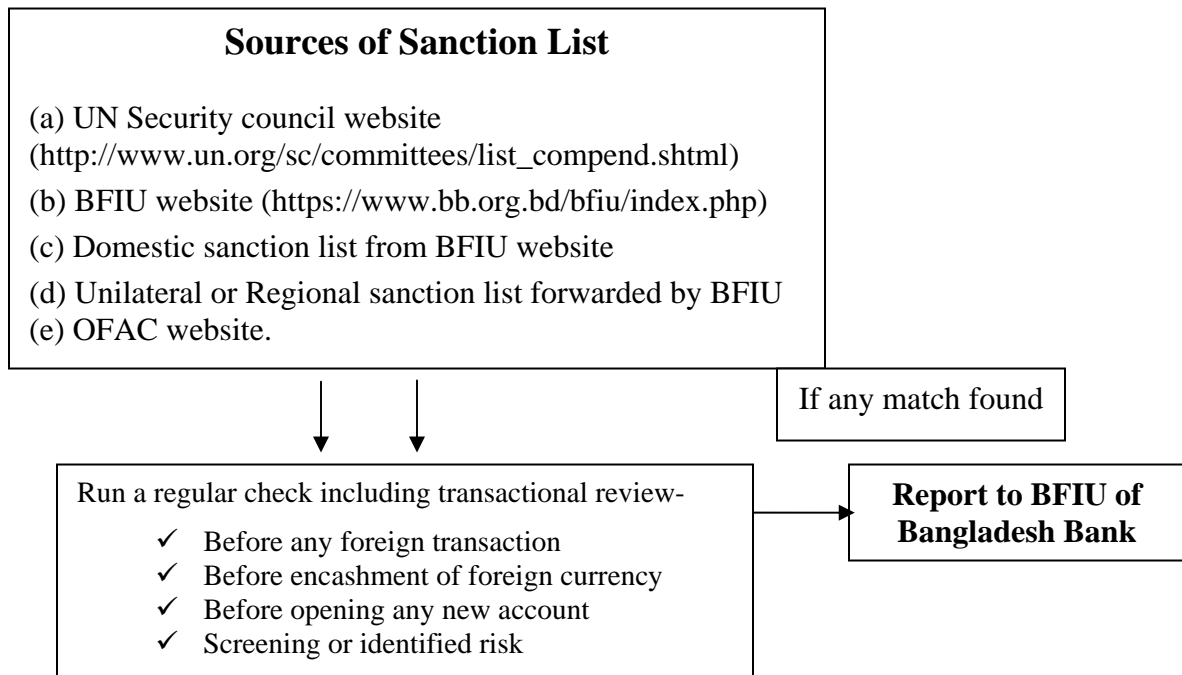 Sources of Sanction List
(a) UN Security council website
(http://www.un.org/sc/committees/list_compend.shtml)
(b) BFIU website (https://www.bb.org.bd/bfiu/index.php)
(c) Domestic sanction list from BFIU website
(d) Unilateral or Regional sanction list forwarded by BFIU
(e) OFAC website.
If any match found
Run a regular check including transactional review-
✓ Before any foreign transaction
✓ Before encashment of foreign currency
✓ Before opening any new account
✓ Screening or identified risk
Report to BFIU of
Bangladesh Bank